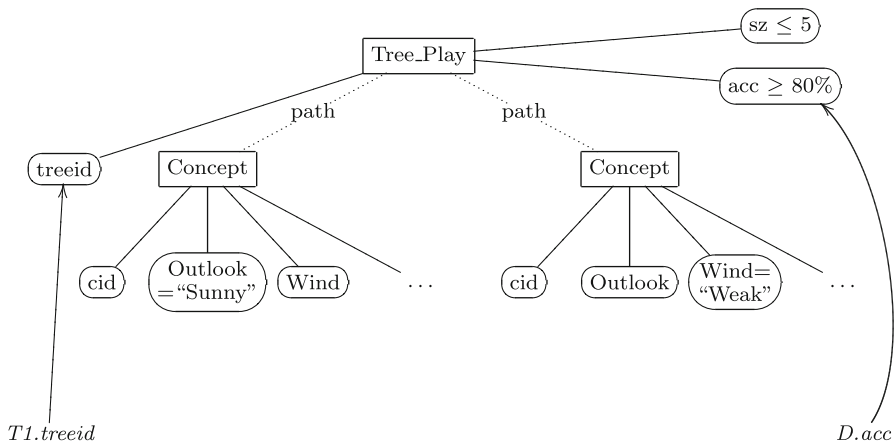 sz ≤ 5
Tree_Play
acc ≥ 80%
path
path
treeid
Concept
Concept
cid
Outlook
="Sunny"
Wind
...
cid
Outlook
Wind=
"Weak"
...
T1.treeid
D.acc